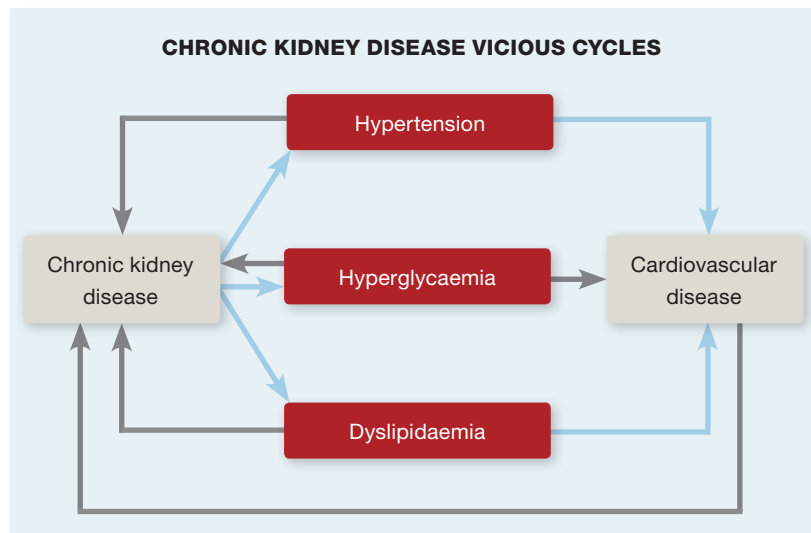 CHRONIC KIDNEY DISEASE VICIOUS CYCLES
Hypertension
Chronic kidney
disease
Hyperglycaemia
Cardiovascular
disease
Dyslipidaemia